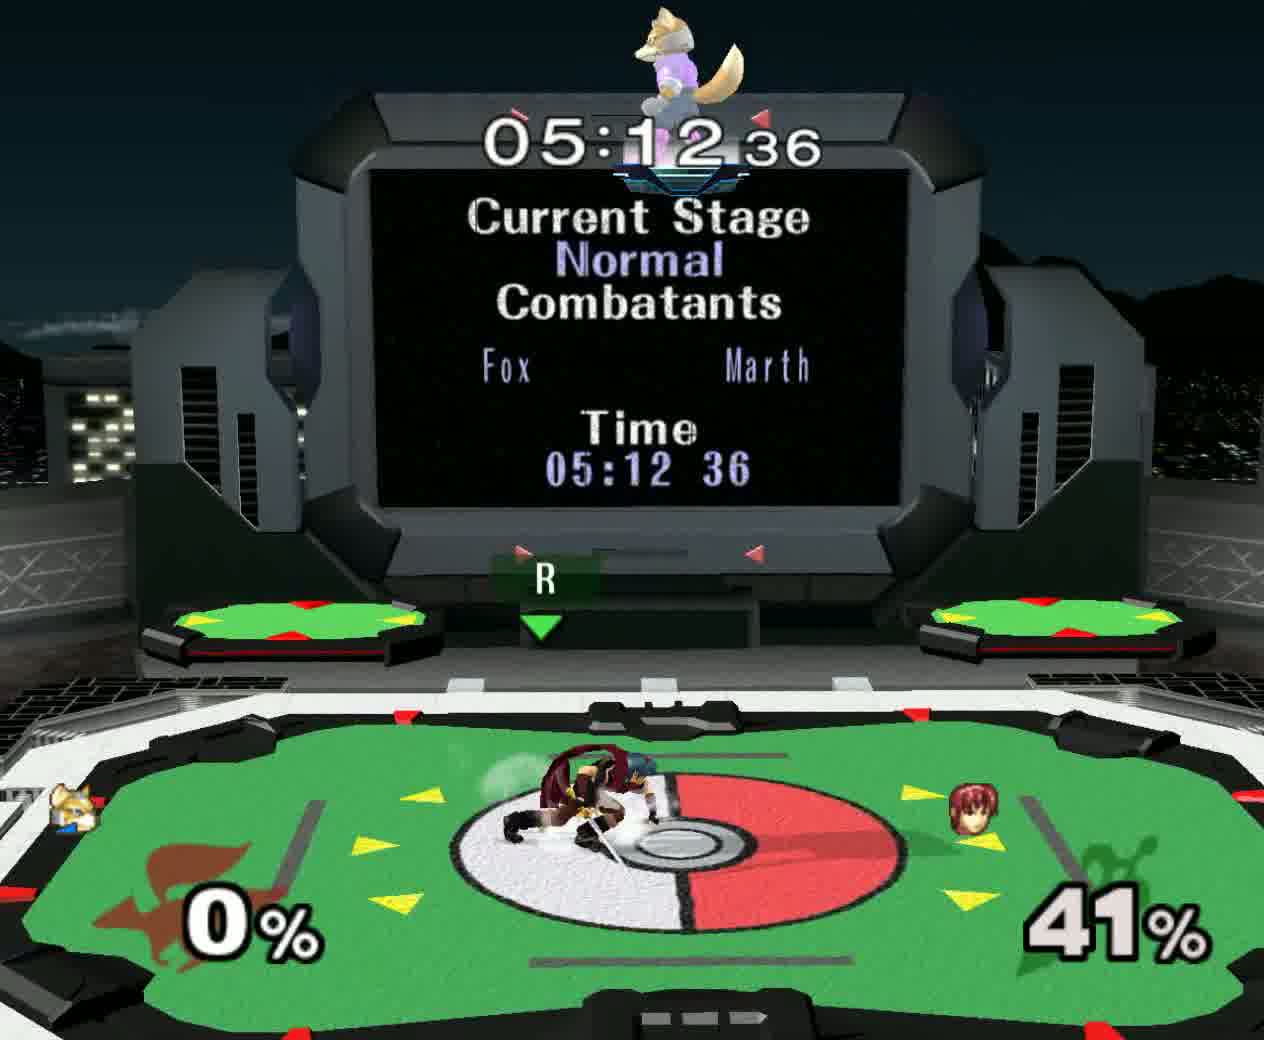 05:12 36
Current Stage
Normal
Combatants
Fox Marth
Time
05:12 36
R
0% 41%